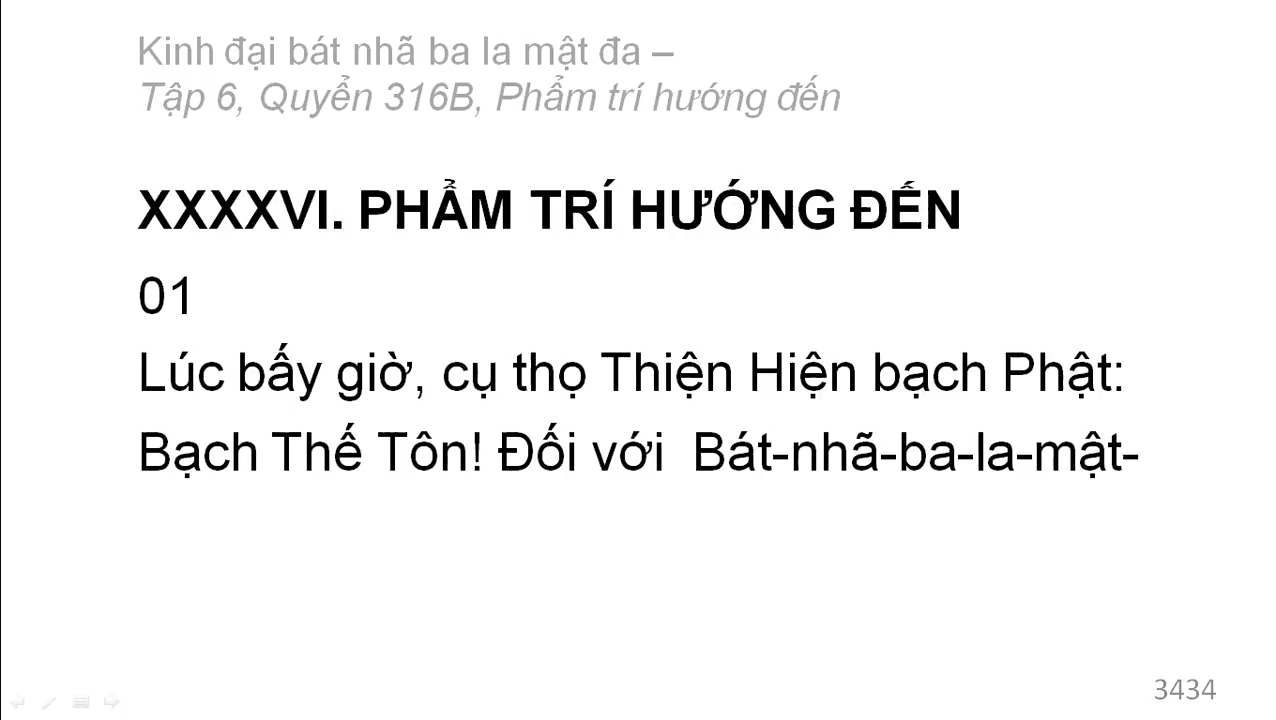 Kinh đại bát nhã ba la mật đa –
Tập 6, Quyển 316B, Phẩm trí hướng đến
XXXXVI. PHẨM TRÍ HƯỚNG ĐẾN
01
Lúc bấy giờ, cụ thọ Thiện Hiện bạch Phật:
Bạch Thế Tôn! Đối với  Bát-nhã-ba-la-mật-
3434